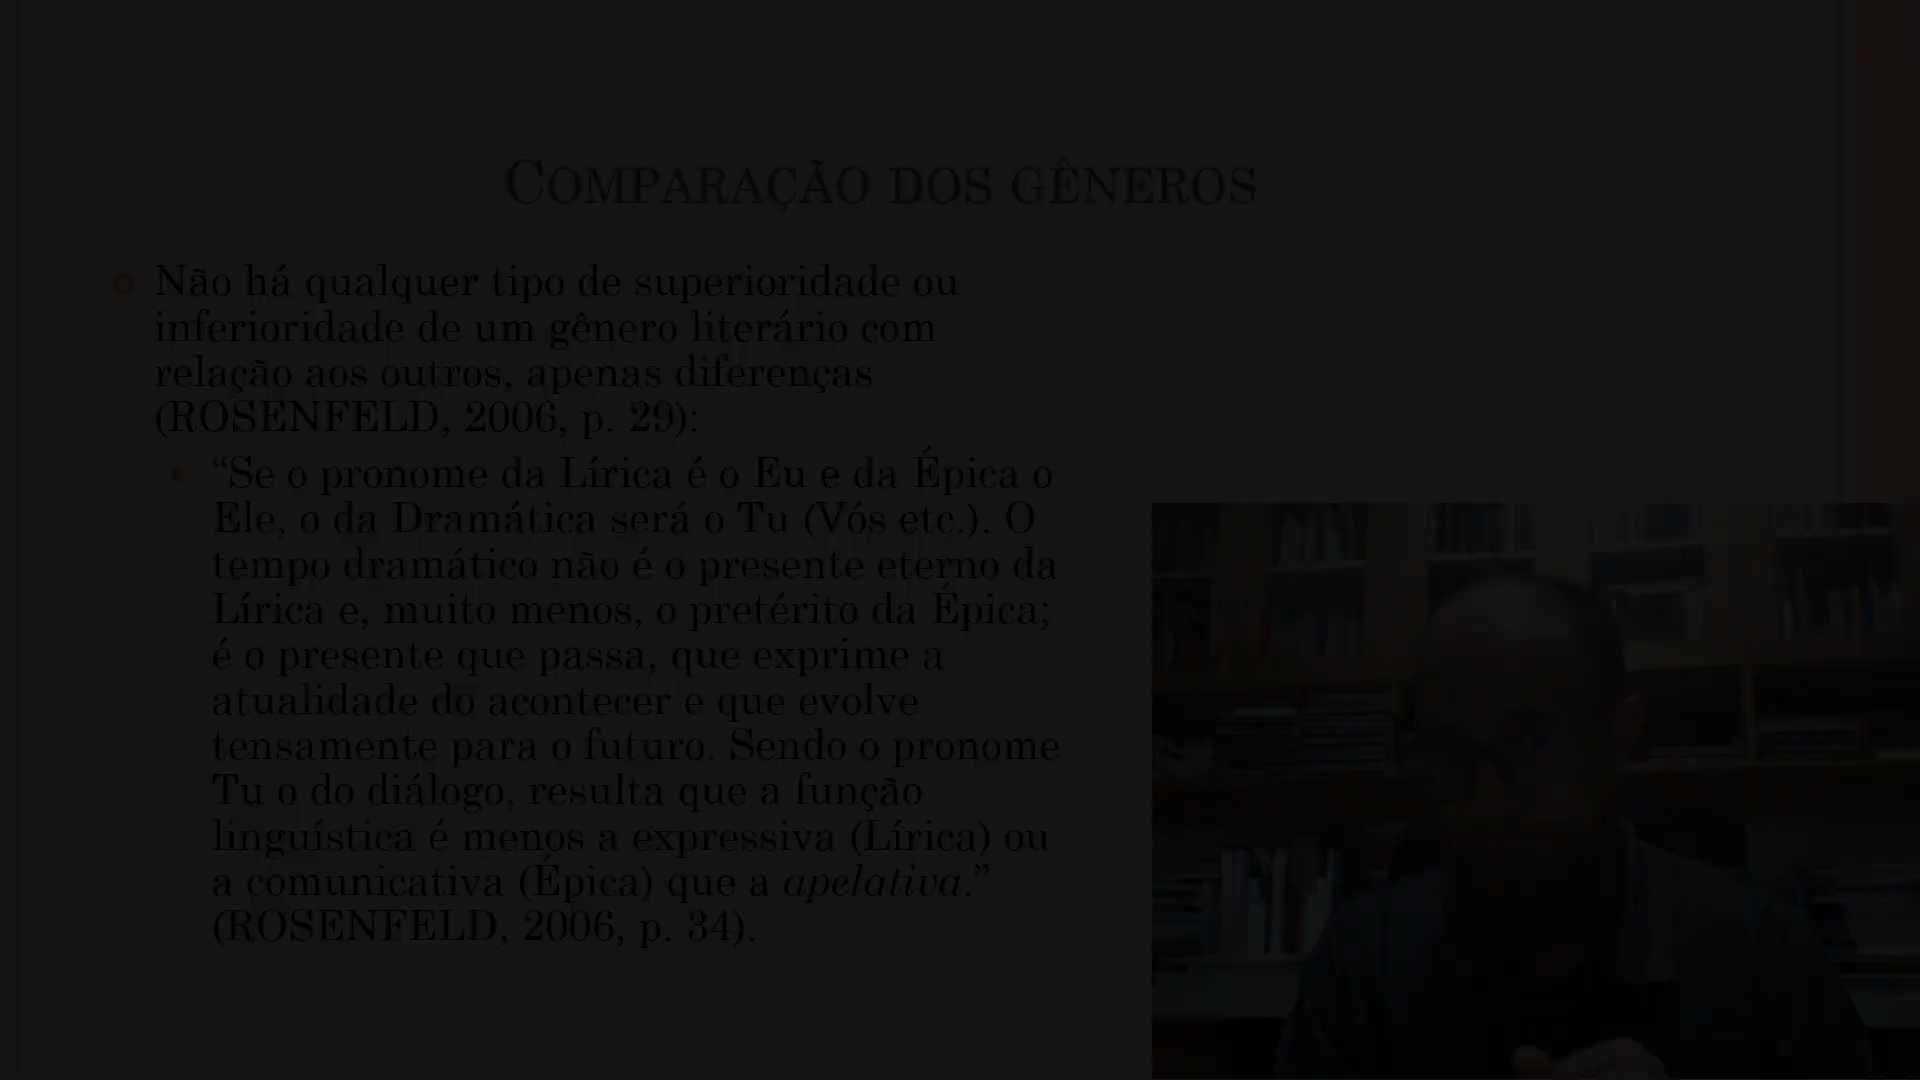 COMPARAÇÃO DOS GÊNEROS
Não há qualquer tipo de superioridade ou
inferioridade de um gênero literário com
relação aos outros, apenas diferenças
(ROSENFELD, 2006, p. 29):
“Se o pronome da Lírica é o Eu e da Épica o
Ele, o da Dramática será o Tu (Vós etc.). O
tempo dramático não é o presente eterno da
Lírica e, muito menos, o pretérito da Épica;
é o presente que passa, que exprime a
atualidade do acontecer e que evolve
tensamente para o futuro. Sendo o pronome
Tu o do diálogo, resulta que a função
linguística é menos a expressiva (Lírica) ou
a comunicativa (Épica) que a apelativa.”
(ROSENFELD, 2006, p. 34).